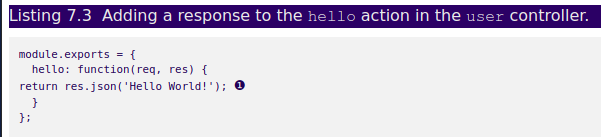 Listing 7.3 Adding a response to the hello action in the user controller.
module.exports = {
  hello: function(req, res) {
return res.json('Hello World!'); ❶
  }
};